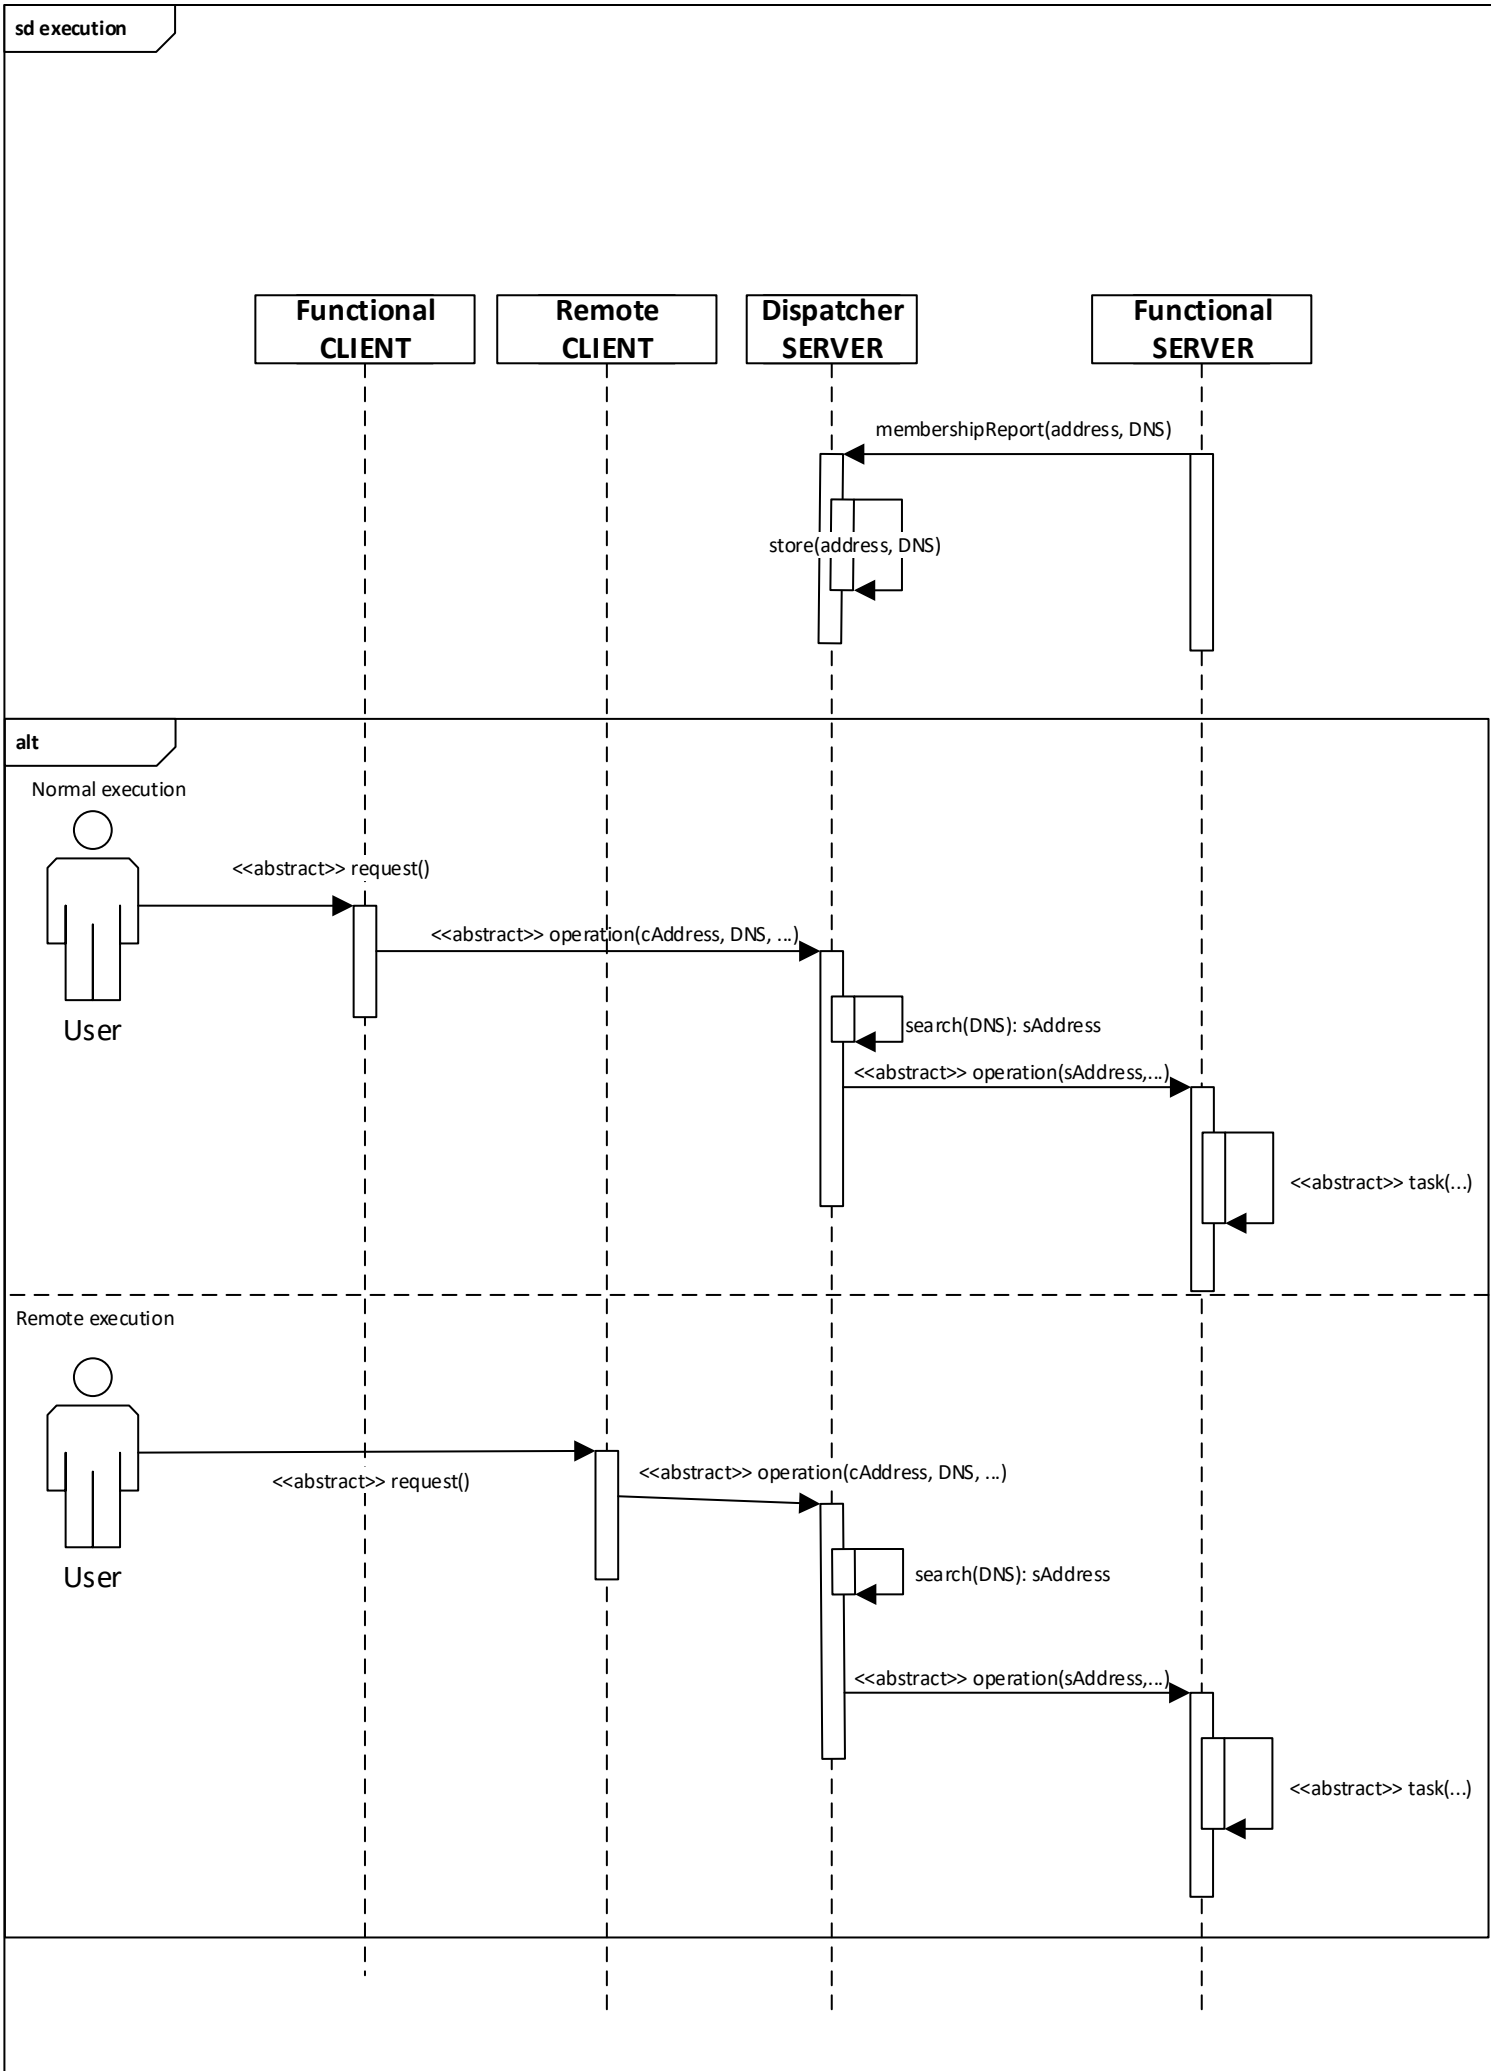 sd execution
Functional
CLIENT
Remote
CLIENT
Dispatcher
SERVER
Functional
SERVER
membershipReport(address, DNS)
store(address, DNS)
alt
Normal execution
<<abstract>> request()
<<abstract>> operation(cAddress, DNS, ...)
User
search(DNS): sAddress
<<abstract>> operation(sAddress,...)
<<abstract>> task(...)
Remote execution
<<abstract>> operation(cAddress, DNS, ...)
<<abstract>> request()
User
search(DNS): sAddress
<<abstract>> operation(sAddress,...)
<<abstract>> task(...)